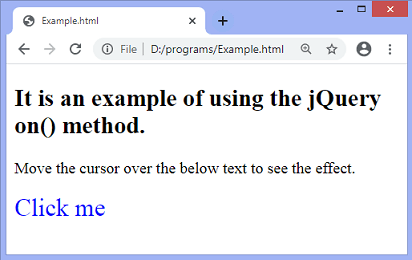 Example.html
File D:/programs/Example.html
It is an example of using the jQuery
on() method.
Move the cursor over the below text to see the effect.
Click me